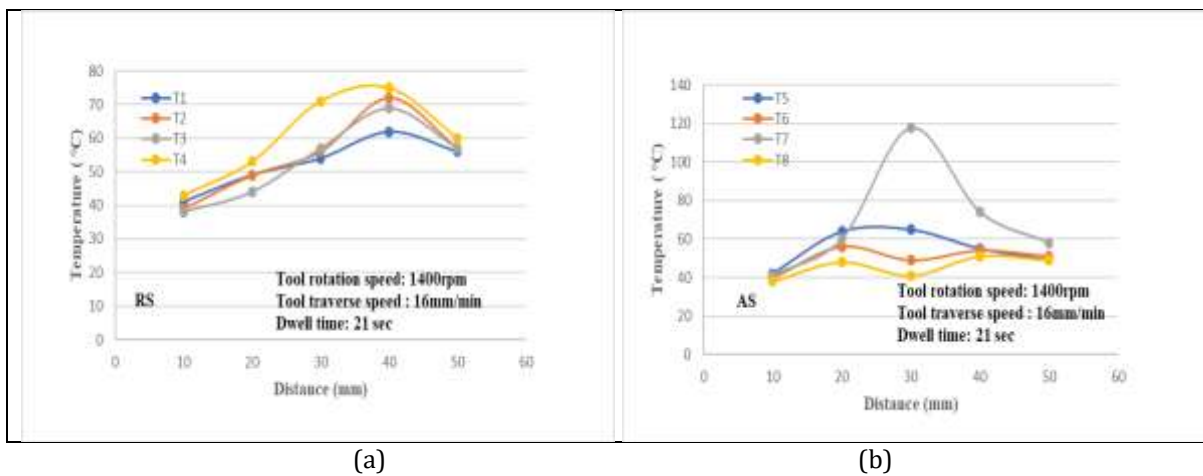 80
70
60
50
40
30
20
10
0
0 10 20 30 40 50 60
Temperature ( °C)
Distance (mm)
T1
T2
T3
T4
RS
Tool rotation speed: 1400rpm
Tool traverse speed : 16mm/min
Dwell time: 21 sec
(a)
140
120
100
80
60
40
20
0
0 10 20 30 40 50 60
Temperature ( °C)
Distance (mm)
T5
T6
T7
T8
AS
Tool rotation speed: 1400rpm
Tool traverse speed : 16mm/min
Dwell time: 21 sec
(b)